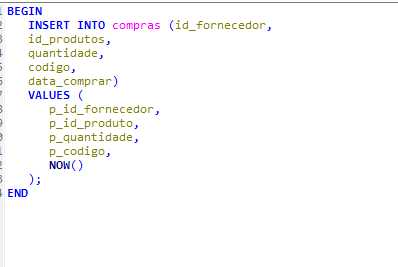 BEGIN
INSERT INTO compras (id_fornecedor,
id_produtos,
quantidade,
codigo,
data_comprar)
VALUES (
p_id_fornecedor,
p_id_produto,
p_quantidade,
p_codigo,
NOW()
);
END